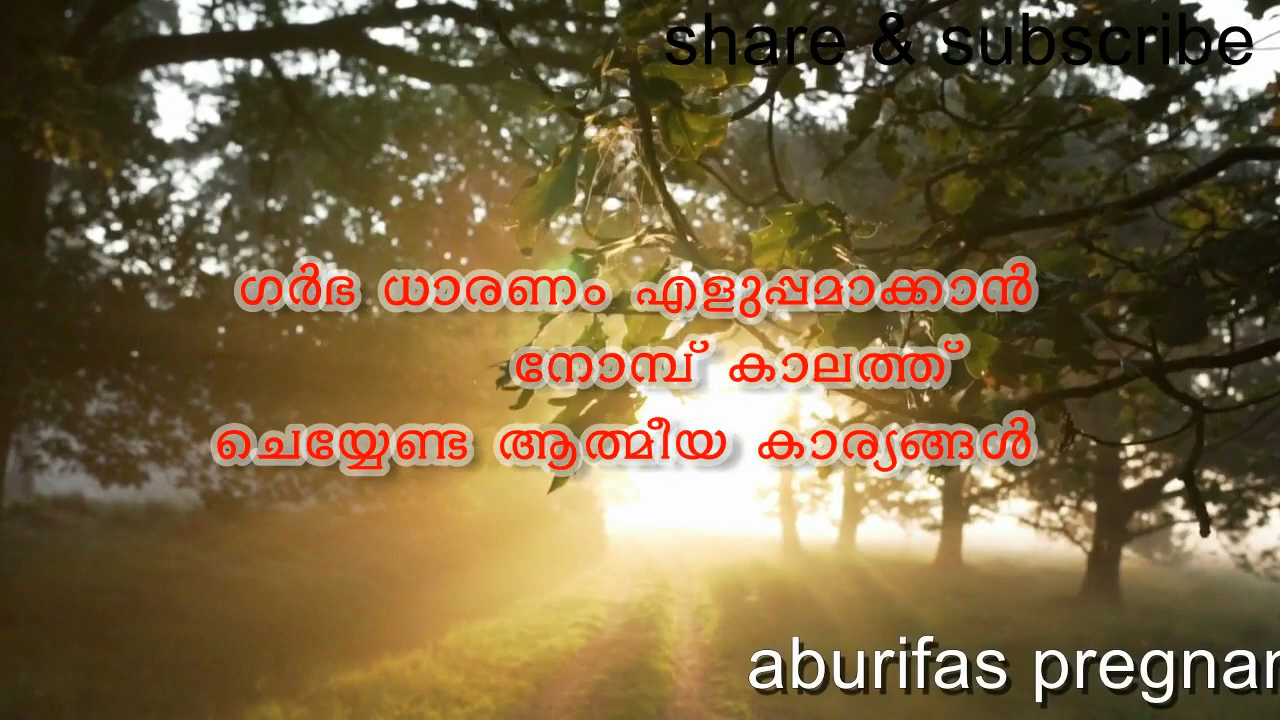 share & subscribe
ഗർഭ ധാരണം എളുപ്പമാക്കാൻ
നോമ്പ് കാലത്ത്
ചെയ്യേണ്ട ആത്മീയ കാര്യങ്ങൾ
aburifas